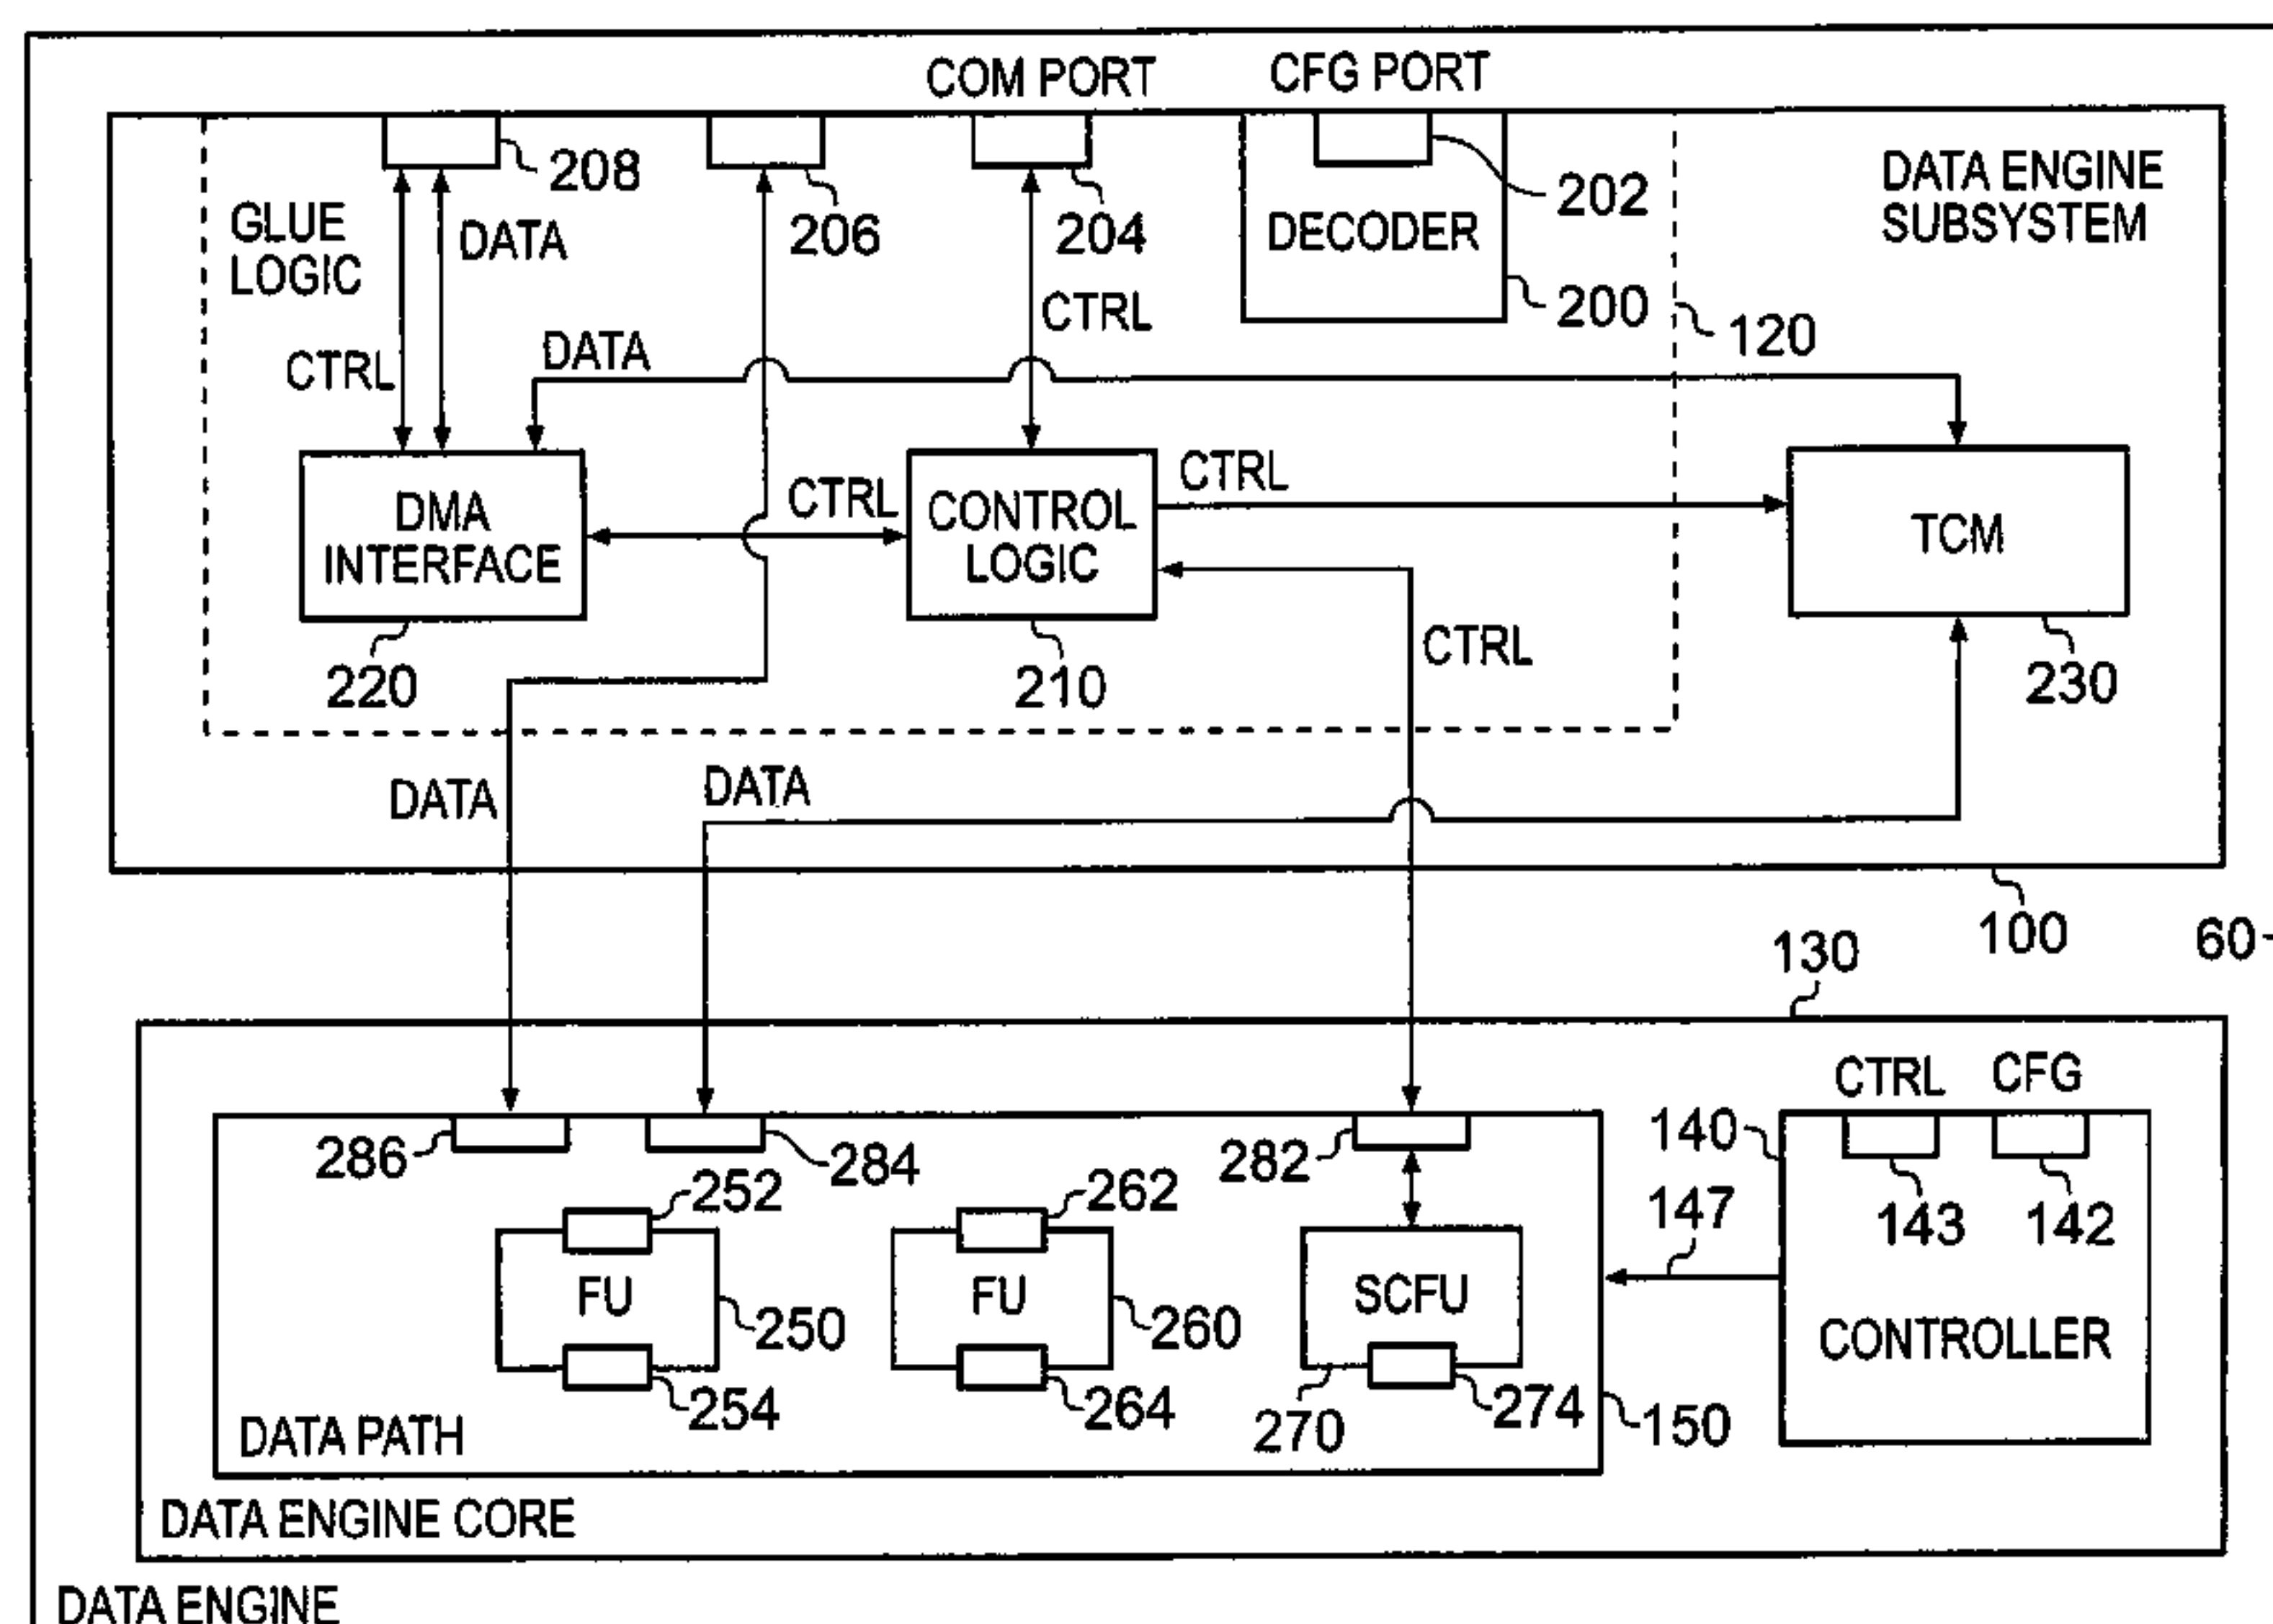 COM PORT
CFG PORT
208
206
204
202
DATA ENGINE
SUBSYSTEM
GLUE
LOGIC
DATA
DECODER
CTRL
200
120
CTRL
DATA
DMA
INTERFACE
CTRL
CONTROL
LOGIC
CTRL
TCM
CTRL
220
210
230
DATA
DATA
100
60
130
286
284
282
140
CTRL
CFG
252
262
147
143
142
FU
250
FU
260
SCFU
CONTROLLER
254
264
270
274
150
DATA PATH
DATA ENGINE CORE
DATA ENGINE